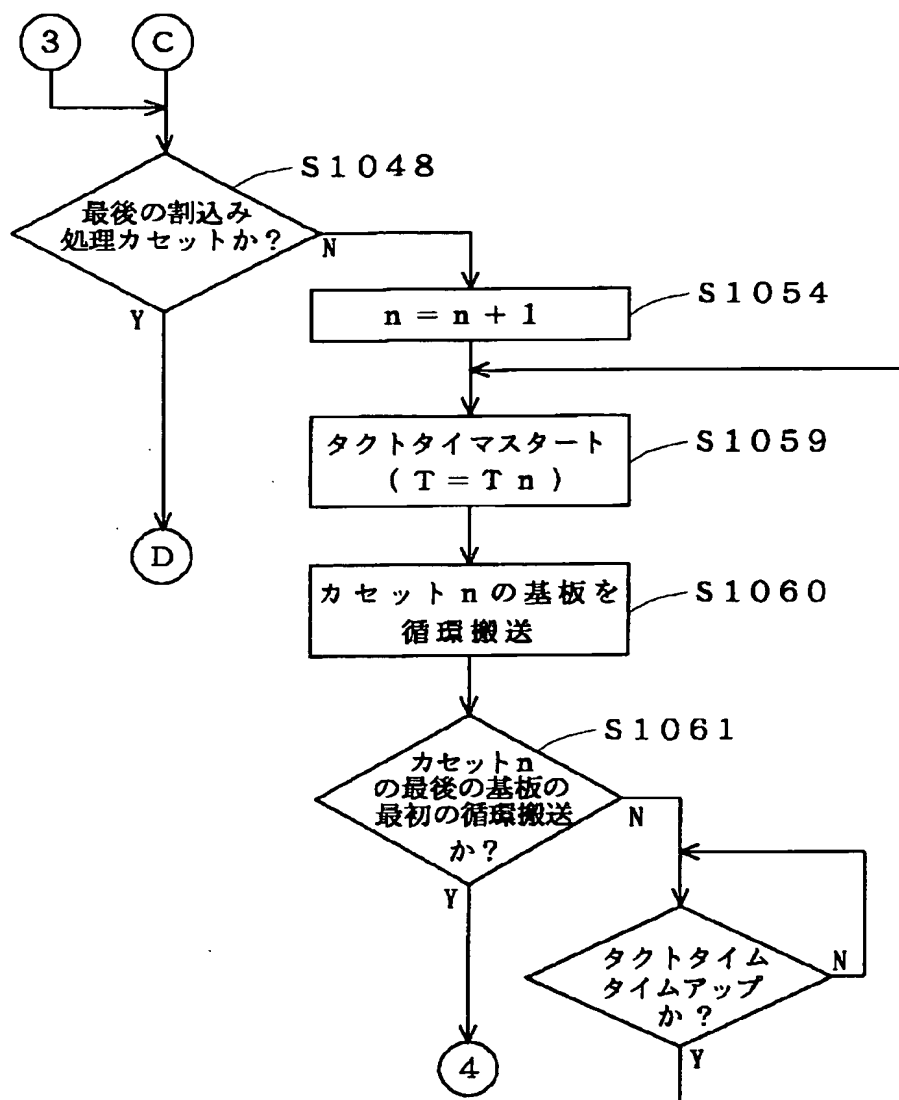 3
C
S1048
最後の割込み
処理カセットか?
N
Y
S1054
n=n+1
S1059
タクトタイマスタート
(T=Tn)
D
S1060
カセットnの基板を
循環搬送
S1061
カセットn
の最後の基板の
最初の循環搬送
か?
N
Y
タクトタイム
タイムアップ
か?
N
Y
4